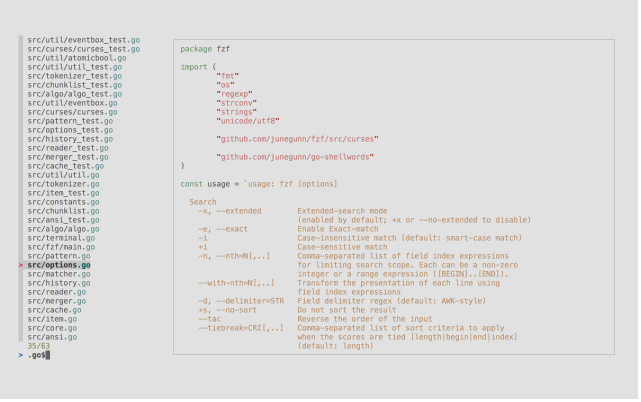 src/util/eventbox_test.go
src/curses/curses_test.go
src/util/atomicbool.go
src/util/util_test.go
src/tokenizer_test.go
src/chunklist_test.go
src/algo/algo_test.go
src/util/eventbox.go
src/curses/curses.go
src/pattern_test.go
src/options_test.go
src/history_test.go
src/reader_test.go
src/merger_test.go
src/cache_test.go
src/util/util.go
src/tokenizer.go
src/item_test.go
src/constants.go
src/chunklist.go
src/ansi_test.go
src/algo/algo.go
src/terminal.go
src/fzf/main.go
src/pattern.go
> src/options.go
src/matcher.go
src/history.go
src/reader.go
src/merger.go
src/cache.go
src/item.go
src/core.go
src/ansi.go
35/63
> .go$
package fzf
import (
"fmt"
"os"
"regexp"
"strconv"
"strings"
"unicode/utf8"
"github.com/junegunn/fzf/src/curses"
"github.com/junegunn/go-shellwords"
)
const usage = `usage: fzf [options]
Search
-x, --extended Extended-search mode
(enabled by default; +x or --no-extended to disable)
-e, --exact Enable Exact-match
-i Case-insensitive match (default: smart-case match)
+i Case-sensitive match
-n, --nth=N[,..] Comma-separated list of field index expressions
for limiting search scope. Each can be a non-zero
integer or a range expression ([BEGIN]..[END]).
--with-nth=N[,..] Transform the presentation of each line using
field index expressions
-d, --delimiter=STR Field delimiter regex (default: AWK-style)
+s, --no-sort Do not sort the result
--tac Reverse the order of the input
--tiebreak=CRI[,..] Comma-separated list of sort criteria to apply
when the scores are tied [length|begin|end|index]
(default: length)